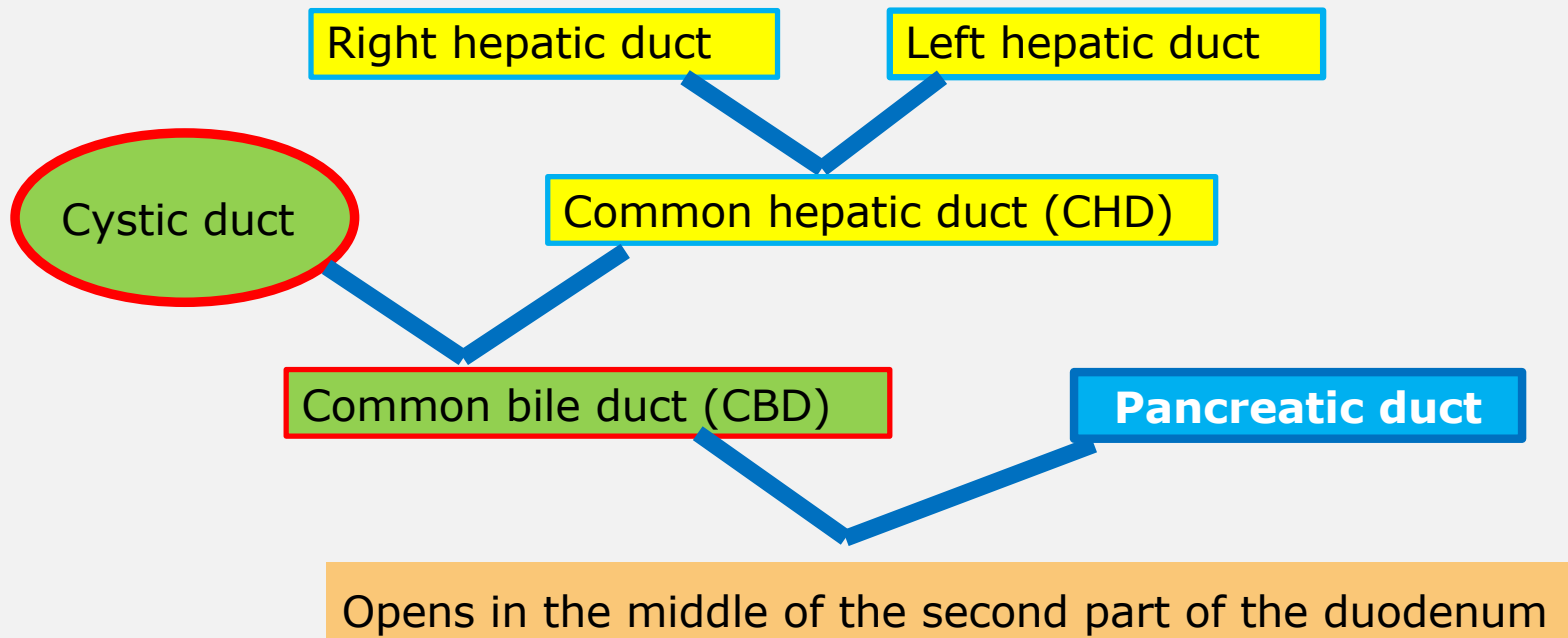 Right hepatic duct
Left hepatic duct
Cystic duct
Common hepatic duct (CHD)
Common bile duct (CBD)
Pancreatic duct
Opens in the middle of the second part of the duodenum